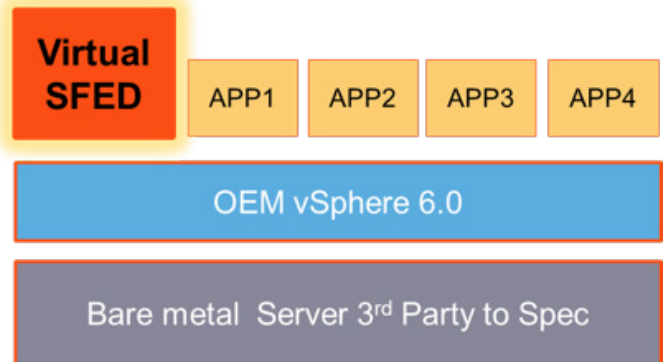 Virtual
SFED
APP1 APP2 APP3 APP4
OEM vSphere 6.0
Bare metal Server 3rd Party to Spec